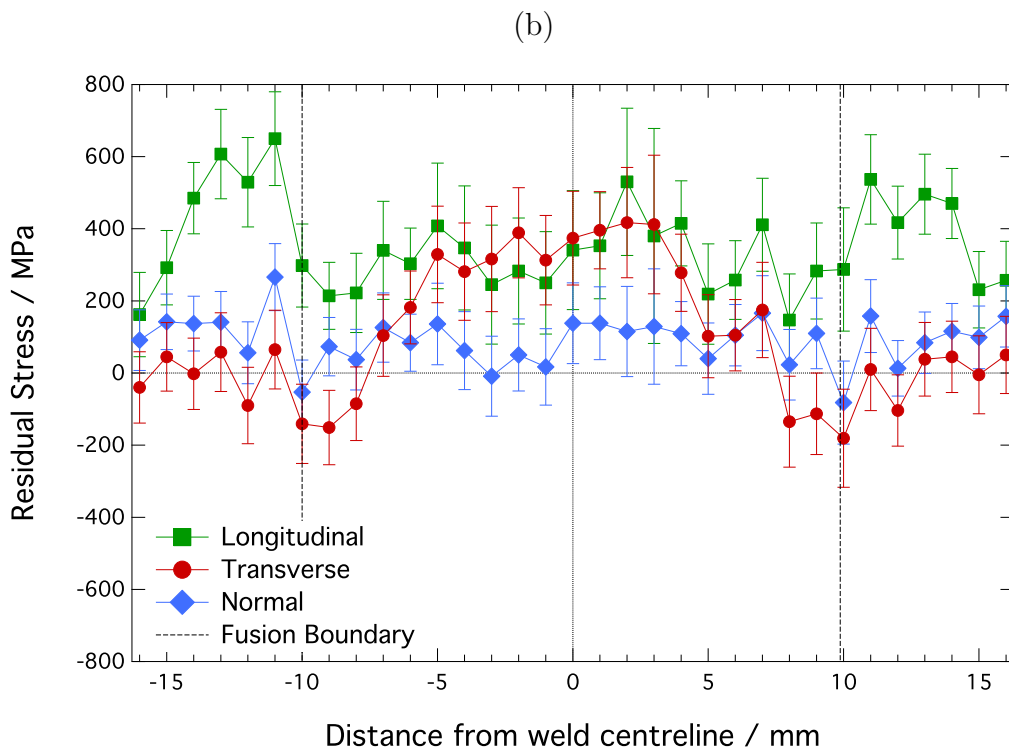 (b)
800
600
400
200
0
-200
-400
-600
-800
Residual Stress / MPa
Longitudinal
Transverse
Normal
Fusion Boundary
-15 -10 -5 0 5 10 15
Distance from weld centreline / mm